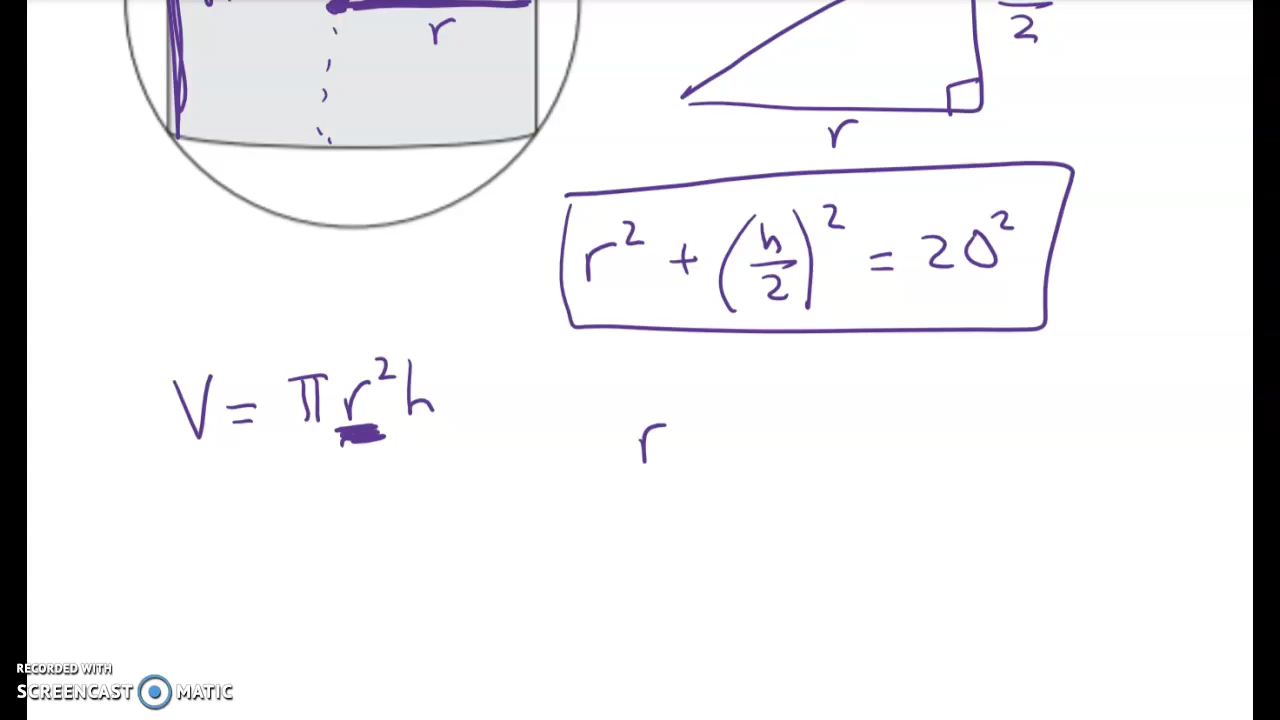 r
2
r
r² + (h/2)² = 20²
V = πr²h
r
RECORDED WITH
SCREENCAST MATIC